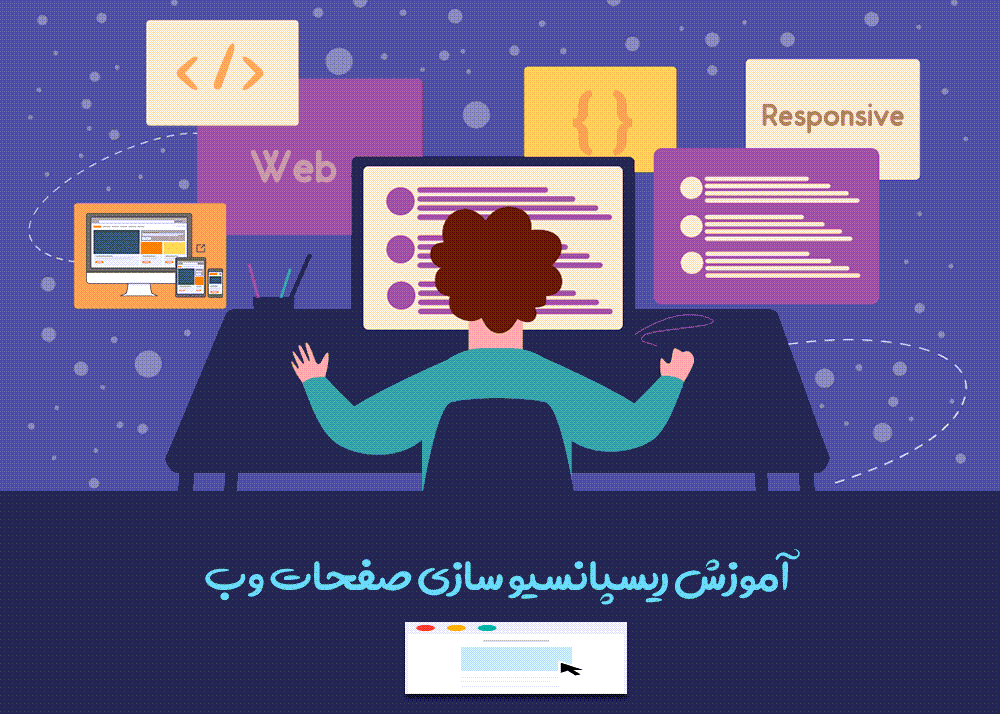 </>
Web
{ }
Responsive
آموزش ریسپانسیو سازی صفحات وب